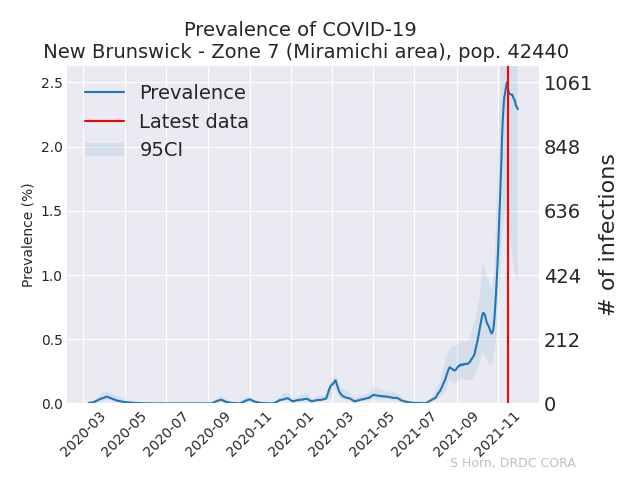 Prevalence of COVID-19
New Brunswick - Zone 7 (Miramichi area), pop. 42440
Prevalence
Latest data
95CI
Prevalence (%)
2.5
2.0
1.5
1.0
0.5
0.0
1061
848
636
424
212
0
# of infections
2020-03
2020-05
2020-07
2020-09
2020-11
2021-01
2021-03
2021-05
2021-07
2021-09
2021-11
S Horn, DRDC CORA